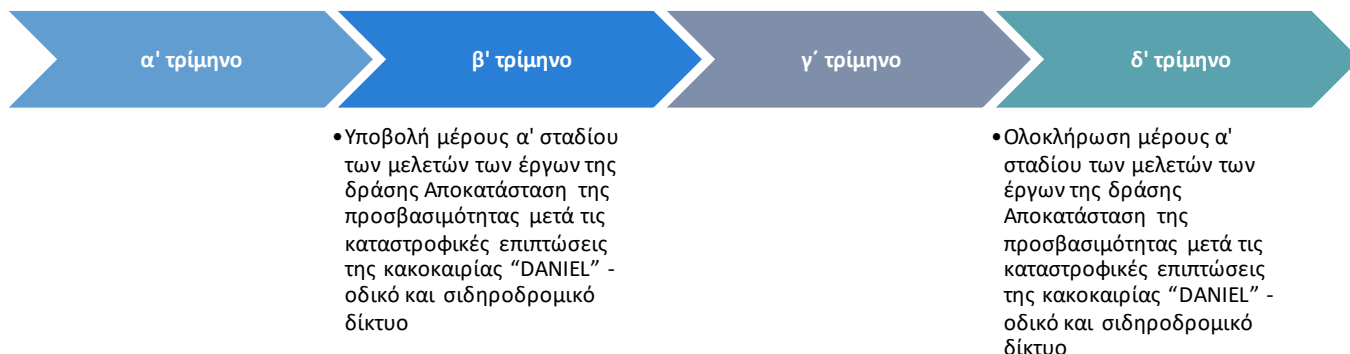 α' τρίμηνο
β' τρίμηνο
γ΄ τρίμηνο
δ' τρίμηνο
•Υποβολή μέρους α' σταδίου
των μελετών των έργων της
δράσης Αποκατάσταση της
προσβασιμότητας μετά τις
καταστροφικές επιπτώσεις
της κακοκαιρίας “DANIEL” -
οδικό και σιδηροδρομικό
δίκτυο
•Ολοκλήρωση μέρους α'
σταδίου των μελετών των
έργων της δράσης
Αποκατάσταση της
προσβασιμότητας μετά τις
καταστροφικές επιπτώσεις
της κακοκαιρίας “DANIEL” -
οδικό και σιδηροδρομικό
δίκτυο